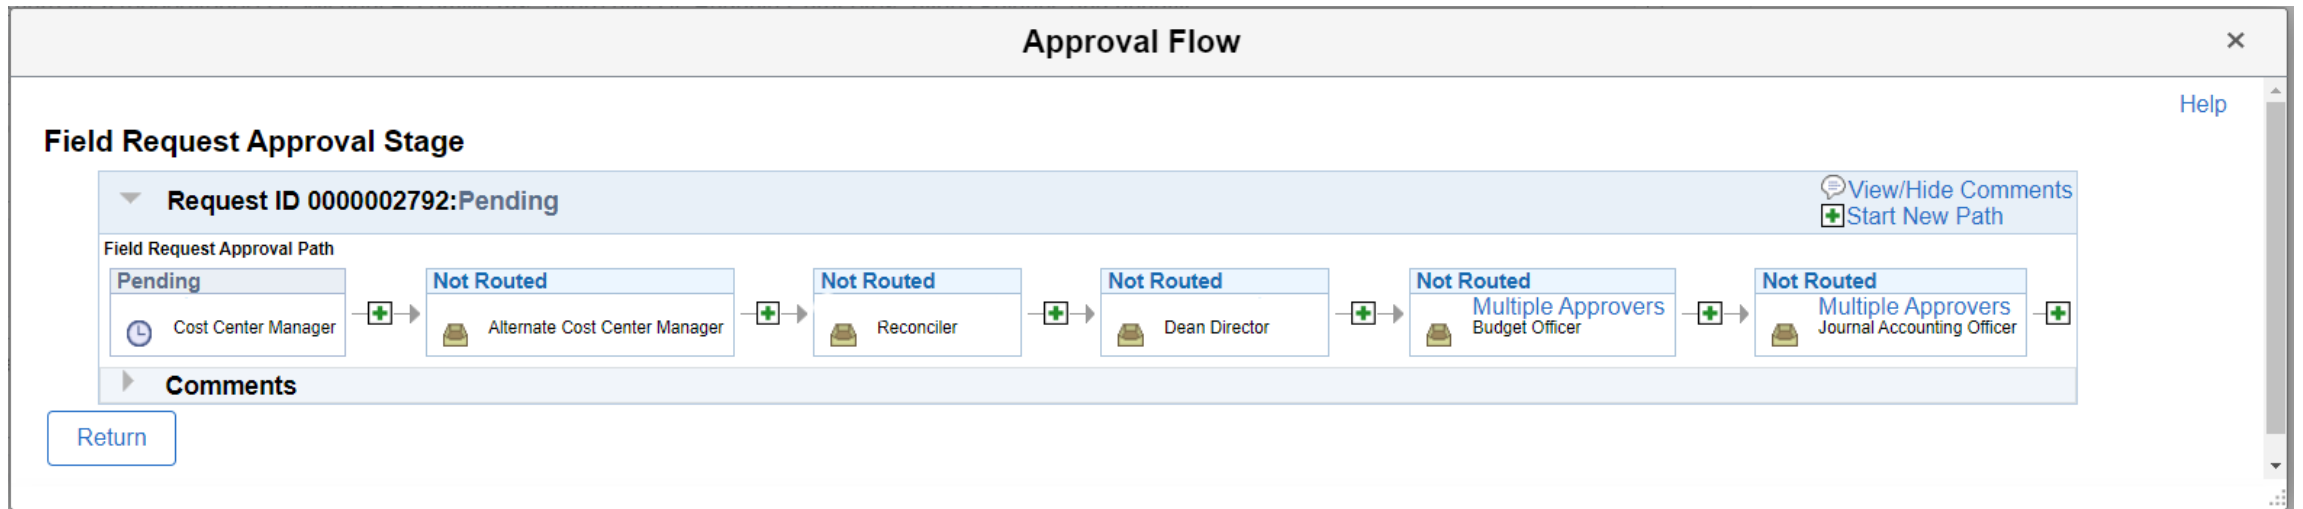 Approval Flow
Help
Field Request Approval Stage
Request ID 0000002792:Pending
View/Hide Comments
Start New Path
Field Request Approval Path
Pending
Cost Center Manager
Not Routed
Alternate Cost Center Manager
Not Routed
Reconciler
Not Routed
Dean Director
Not Routed
Multiple Approvers
Budget Officer
Not Routed
Multiple Approvers
Journal Accounting Officer
Comments
Return